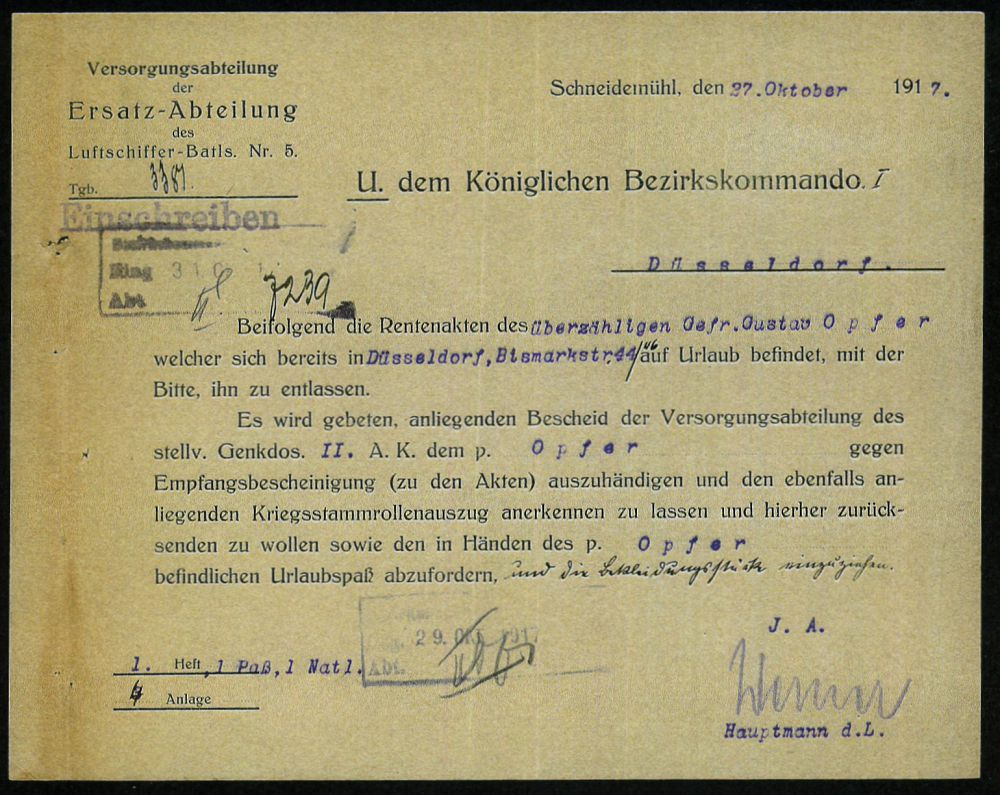 Versorgungsabteilung
der
Ersatz-Abteilung
des
Luftschiffer-Batls. Nr. 5.
Tgb. 3381.
Schneidemühl, den 27.Oktober 1917.
U. dem Königlichen Bezirkskommando. I
Einschreiben
Düsseldorf.
Eing 310
Abt
7239
Beifolgend die Rentenakten des überzähligen Gefr.Gustav Opfer
welcher sich bereits in Düsseldorf,Bismarkstr.44/46 auf Urlaub befindet, mit der
Bitte, ihn zu entlassen.
Es wird gebeten, anliegenden Bescheid der Versorgungsabteilung des
stellv. Genkdos. II. A. K. dem p. Opfer gegen
Empfangsbescheinigung (zu den Akten) auszuhändigen und den ebenfalls an-
liegenden Kriegsstammrollenauszug anerkennen zu lassen und hierher zurück-
senden zu wollen sowie den in Händen des p. Opfer
befindlichen Urlaubspaß abzufordern, und die Bekleidungsstücke einzuziehen.
29. OKT 1917
Abt.
J. A.
1. Heft,1 Paß,1 Natl.
4 Anlage
Werner
Hauptmann d.L.